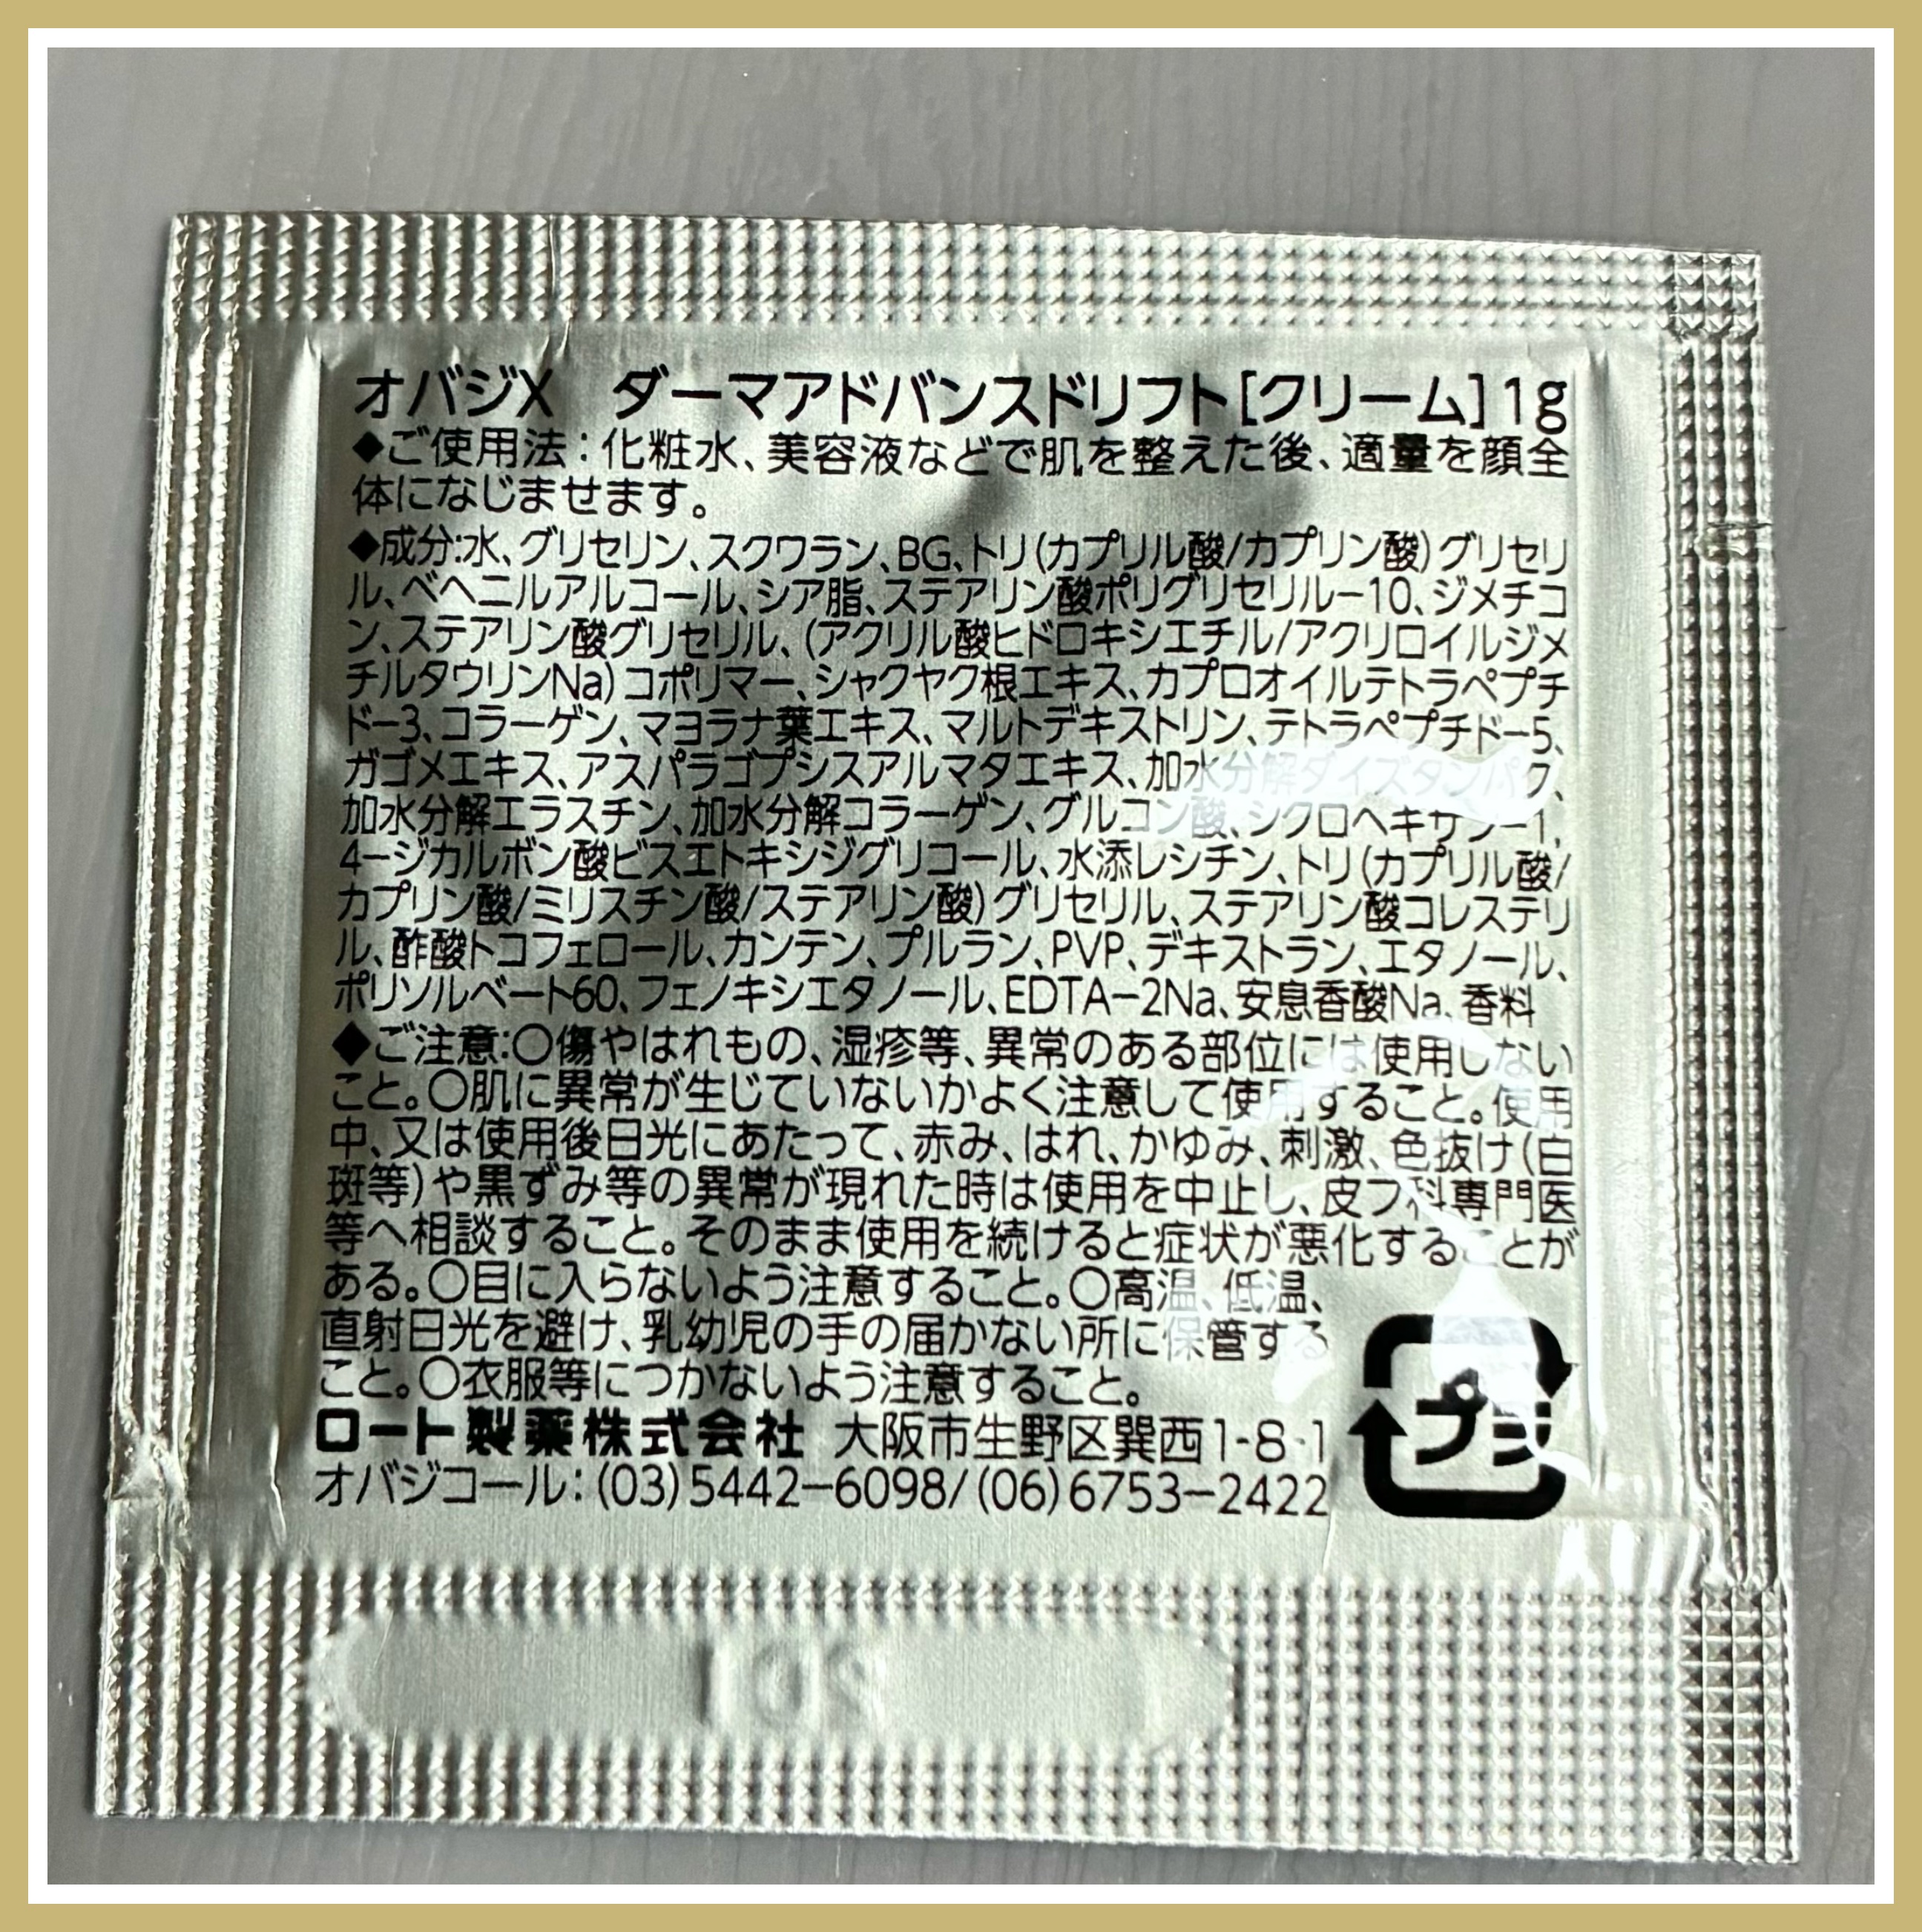 オバジX　ダーマアドバンスドリフト[クリーム]1g
◆ご使用法：化粧水、美容液などで肌を整えた後、適量を顔全
体になじませます。
◆成分:水、グリセリン、スクワラン、BG、トリ(カプリル酸/カプリン酸)グリセリ
ル、ベヘニルアルコール、シア脂、ステアリン酸ポリグリセリル-10、ジメチコ
ン、ステアリン酸グリセリル、(アクリル酸ヒドロキシエチル/アクリロイルジメ
チルタウリンNa)コポリマー、シャクヤク根エキス、カプロオイルテトラペプチ
ド-3、コラーゲン、マヨラナ葉エキス、マルトデキストリン、テトラペプチド-5、
ガゴメエキス、アスパラゴプシスアルマタエキス、加水分解ダイズタンパク、
加水分解エラスチン、加水分解コラーゲン、グルコン酸、シクロヘキサン-1,
4-ジカルボン酸ビスエトキシジグリコール、水添レシチン、トリ(カプリル酸/
カプリン酸/ミリスチン酸/ステアリン酸)グリセリル、ステアリン酸コレステリ
ル、酢酸トコフェロール、カンテン、プルラン、PVP、デキストラン、エタノール、
ポリソルベート60、フェノキシエタノール、EDTA-2Na、安息香酸Na、香料
◆ご注意:○傷やはれもの、湿疹等、異常のある部位には使用しない
こと。○肌に異常が生じていないかよく注意して使用すること。使用
中、又は使用後日光にあたって、赤み、はれ、かゆみ、刺激、色抜け(白
斑等)や黒ずみ等の異常が現れた時は使用を中止し、皮フ科専門医
等へ相談すること。そのまま使用を続けると症状が悪化することが
ある。○目に入らないよう注意すること。○高温、低温、
直射日光を避け、乳幼児の手の届かない所に保管する
こと。○衣服等につかないよう注意すること。
ロート製薬株式会社 大阪市生野区巽西1-8-1
オバジコール：(03)5442-6098/(06)6753-2422
プラ